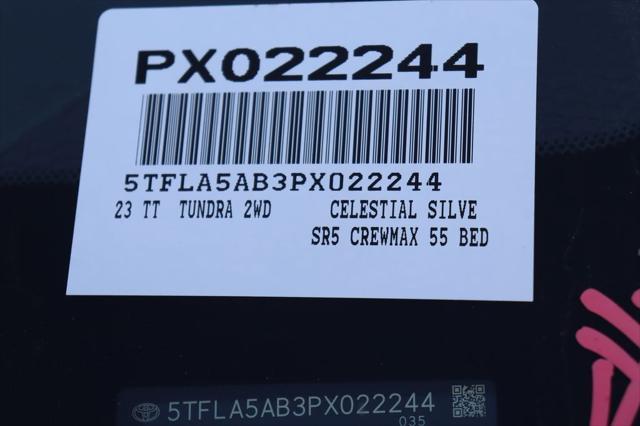 PX022244
5TFLA5AB3PX022244
23 TT TUNDRA 2WD CELESTIAL SILVE
SR5 CREWMAX 55 BED
5TFLA5AB3PX022244
035